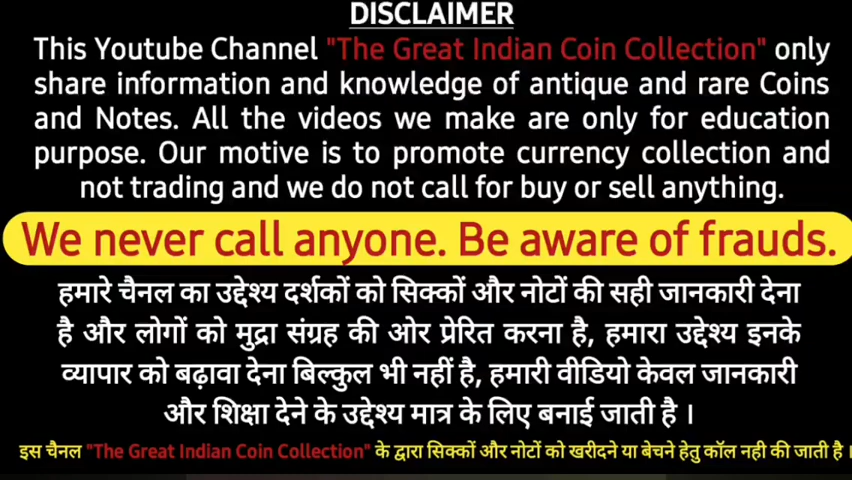 DISCLAIMER
This Youtube Channel "The Great Indian Coin Collection" only
share information and knowledge of antique and rare Coins
and Notes. All the videos we make are only for education
purpose. Our motive is to promote currency collection and
not trading and we do not call for buy or sell anything.
We never call anyone. Be aware of frauds.
हमारे चैनल का उद्देश्य दर्शकों को सिक्कों और नोटों की सही जानकारी देना
है और लोगों को मुद्रा संग्रह की ओर प्रेरित करना है, हमारा उद्देश्य इनके
व्यापार को बढ़ावा देना बिल्कुल भी नहीं है, हमारी वीडियो केवल जानकारी
और शिक्षा देने के उद्देश्य मात्र के लिए बनाई जाती है ।
इस चैनल "The Great Indian Coin Collection" के द्वारा सिक्कों और नोटों को खरीदने या बेचने हेतु कॉल नही की जाती है ।